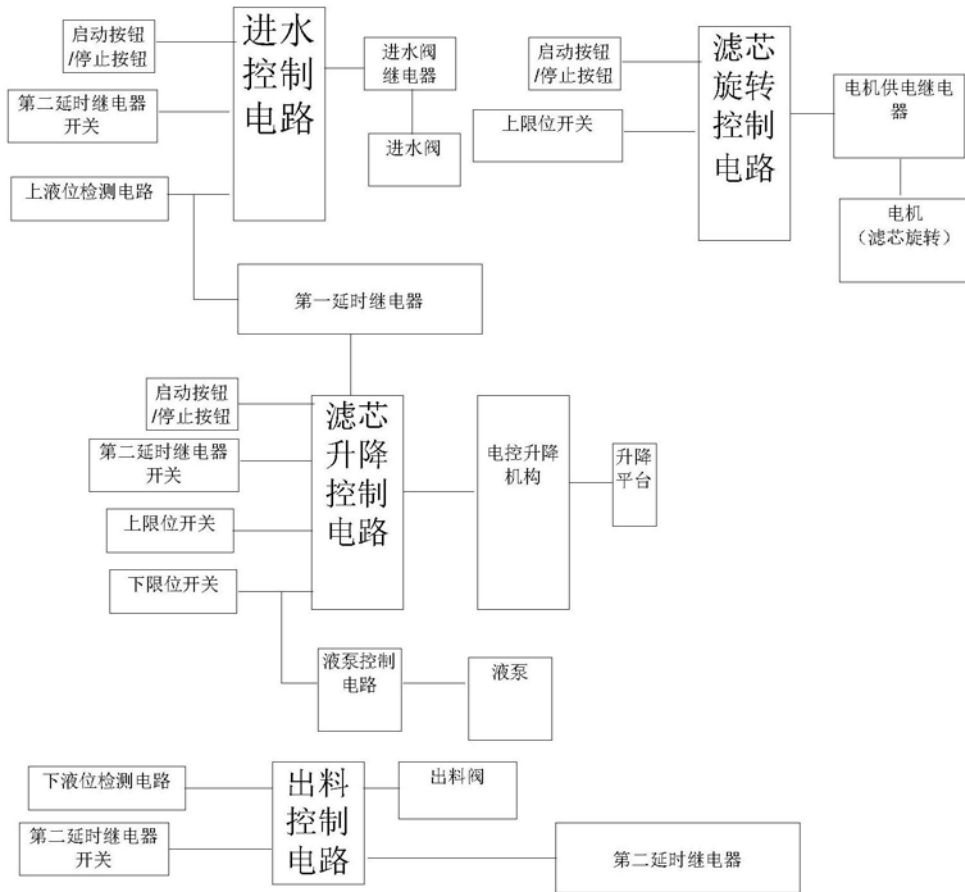 启动按钮
/停止按钮
第二延时继电器
开关
上液位检测电路
进水
控制
电路
进水阀
继电器
进水阀
启动按钮
/停止按钮
上限位开关
滤芯
旋转
控制
电路
电机供电继电
器
电机
（滤芯旋转）
第一延时继电器
启动按钮
/停止按钮
第二延时继电器
开关
上限位开关
下限位开关
滤芯
升降
控制
电路
电控升降
机构
升降
平台
液泵控制
电路
液泵
下液位检测电路
第二延时继电器
开关
出料
控制
电路
出料阀
第二延时继电器